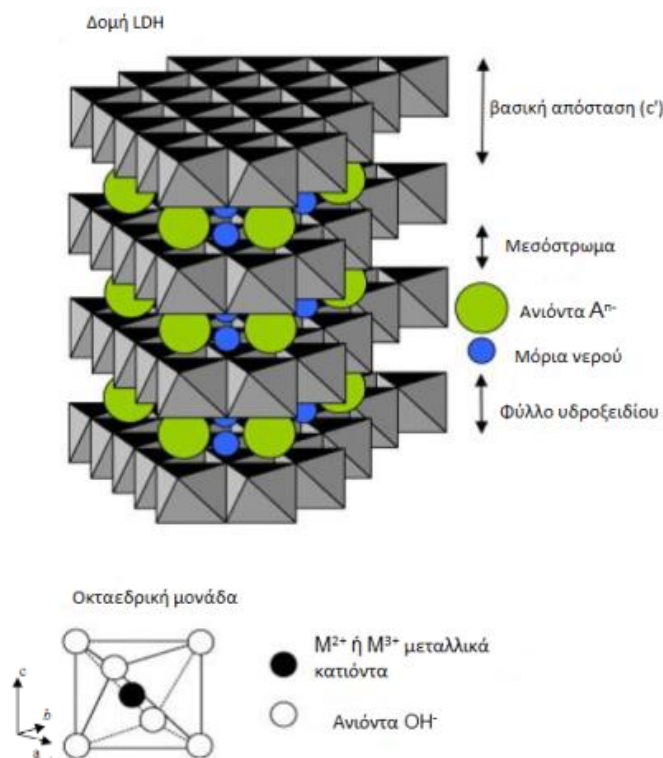 Δομή LDH
βασική απόσταση (c')
Μεσόστρωμα
Ανιόντα Aⁿ⁻
Μόρια νερού
Φύλλο υδροξειδίου
Οκταεδρική μονάδα
M²⁺ ή M³⁺ μεταλλικά
κατιόντα
Ανιόντα OH⁻
c
b
a